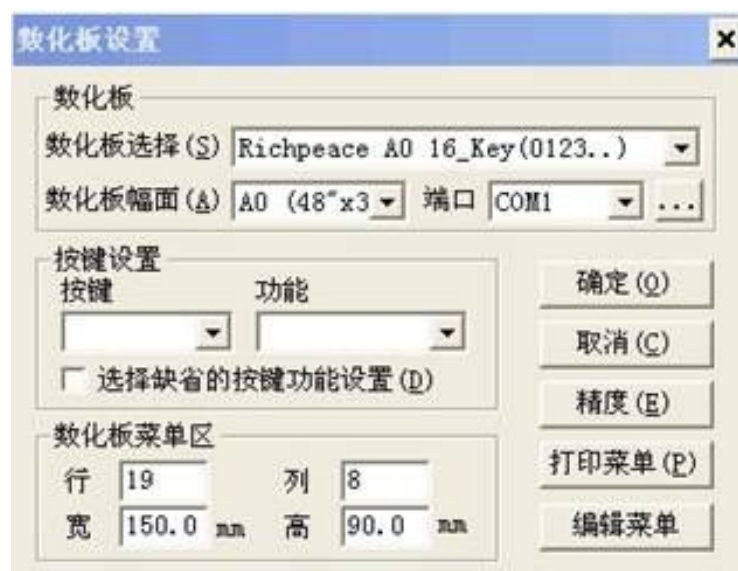 数化板设置
数化板
数化板选择(S) Richpeace A0 16_Key(0123..)
数化板幅面(A) A0 (48"x3 端口 COM1 ...
按键设置
按键 功能
选择缺省的按键功能设置(D)
数化板菜单区
行 19 列 8
宽 150.0 mm 高 90.0 mm
确定(O)
取消(C)
精度(E)
打印菜单(P)
编辑菜单